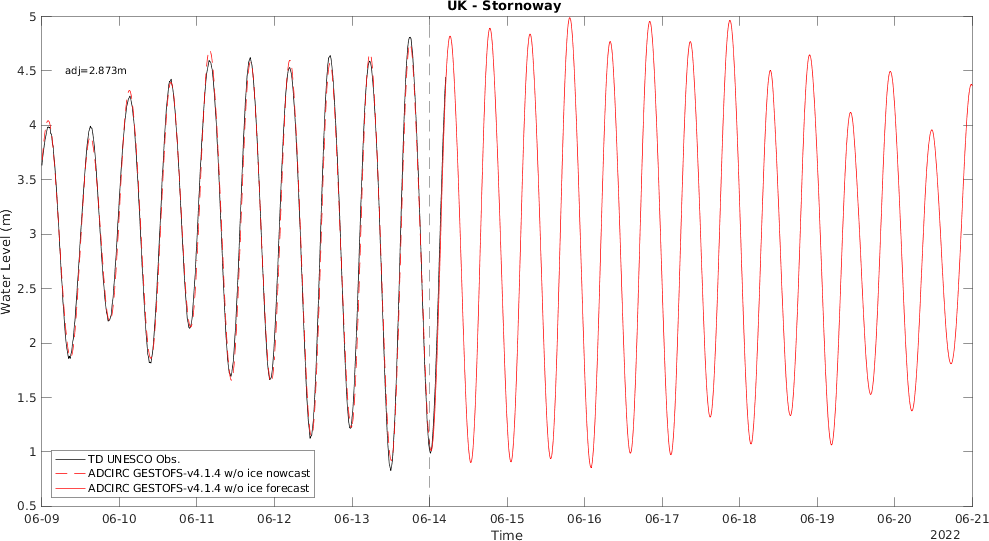 UK - Stornoway
5
4.5
4
3.5
3
2.5
2
1.5
1
0.5
Water Level (m)
adj=2.873m
TD UNESCO Obs.
ADCIRC GESTOFS-v4.1.4 w/o ice nowcast
ADCIRC GESTOFS-v4.1.4 w/o ice forecast
06-09 06-10 06-11 06-12 06-13 06-14 06-15 06-16 06-17 06-18 06-19 06-20 06-21
Time
2022